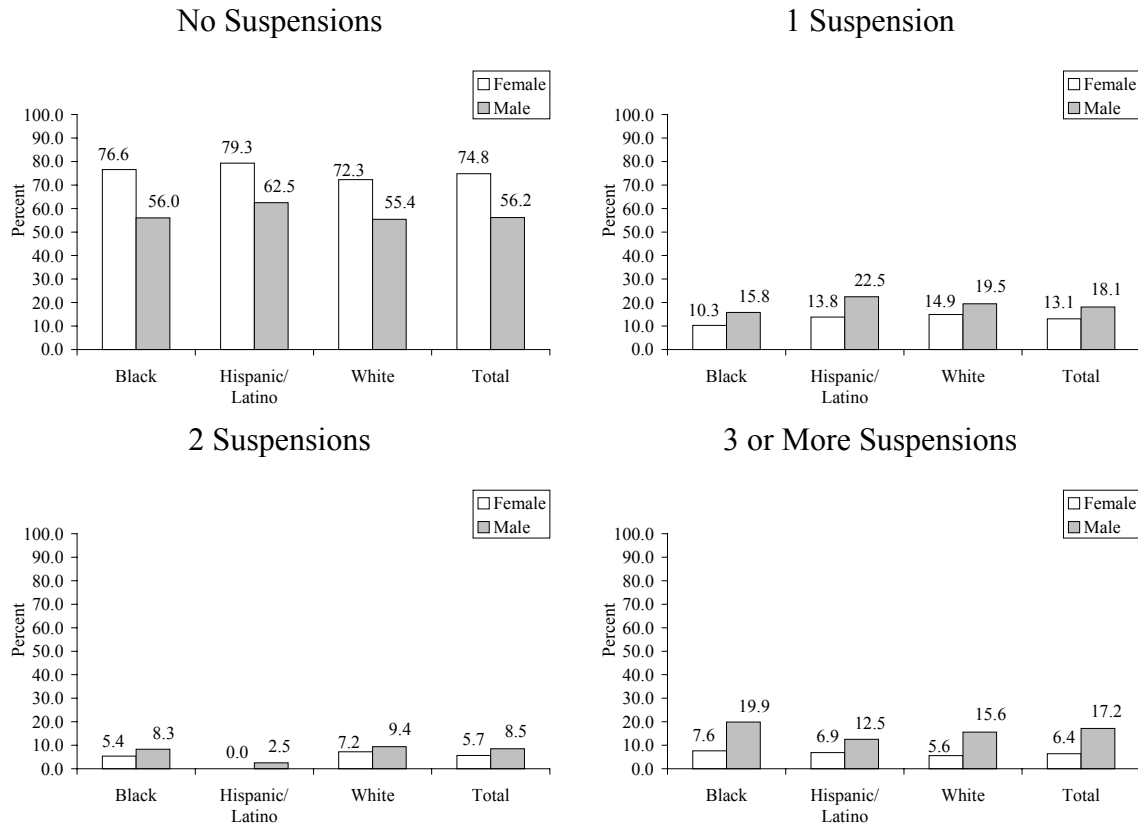 No Suspensions
Female
Male
100.0
90.0
80.0
70.0
60.0
50.0
40.0
30.0
20.0
10.0
0.0
Percent
76.6
56.0
79.3
62.5
72.3
55.4
74.8
56.2
Black
Hispanic/
Latino
White
Total
1 Suspension
Female
Male
100.0
90.0
80.0
70.0
60.0
50.0
40.0
30.0
20.0
10.0
0.0
Percent
10.3
15.8
13.8
22.5
14.9
19.5
13.1
18.1
Black
Hispanic/
Latino
White
Total
2 Suspensions
Female
Male
100.0
90.0
80.0
70.0
60.0
50.0
40.0
30.0
20.0
10.0
0.0
Percent
5.4
8.3
0.0
2.5
7.2
9.4
5.7
8.5
Black
Hispanic/
Latino
White
Total
3 or More Suspensions
Female
Male
100.0
90.0
80.0
70.0
60.0
50.0
40.0
30.0
20.0
10.0
0.0
Percent
7.6
19.9
6.9
12.5
5.6
15.6
6.4
17.2
Black
Hispanic/
Latino
White
Total